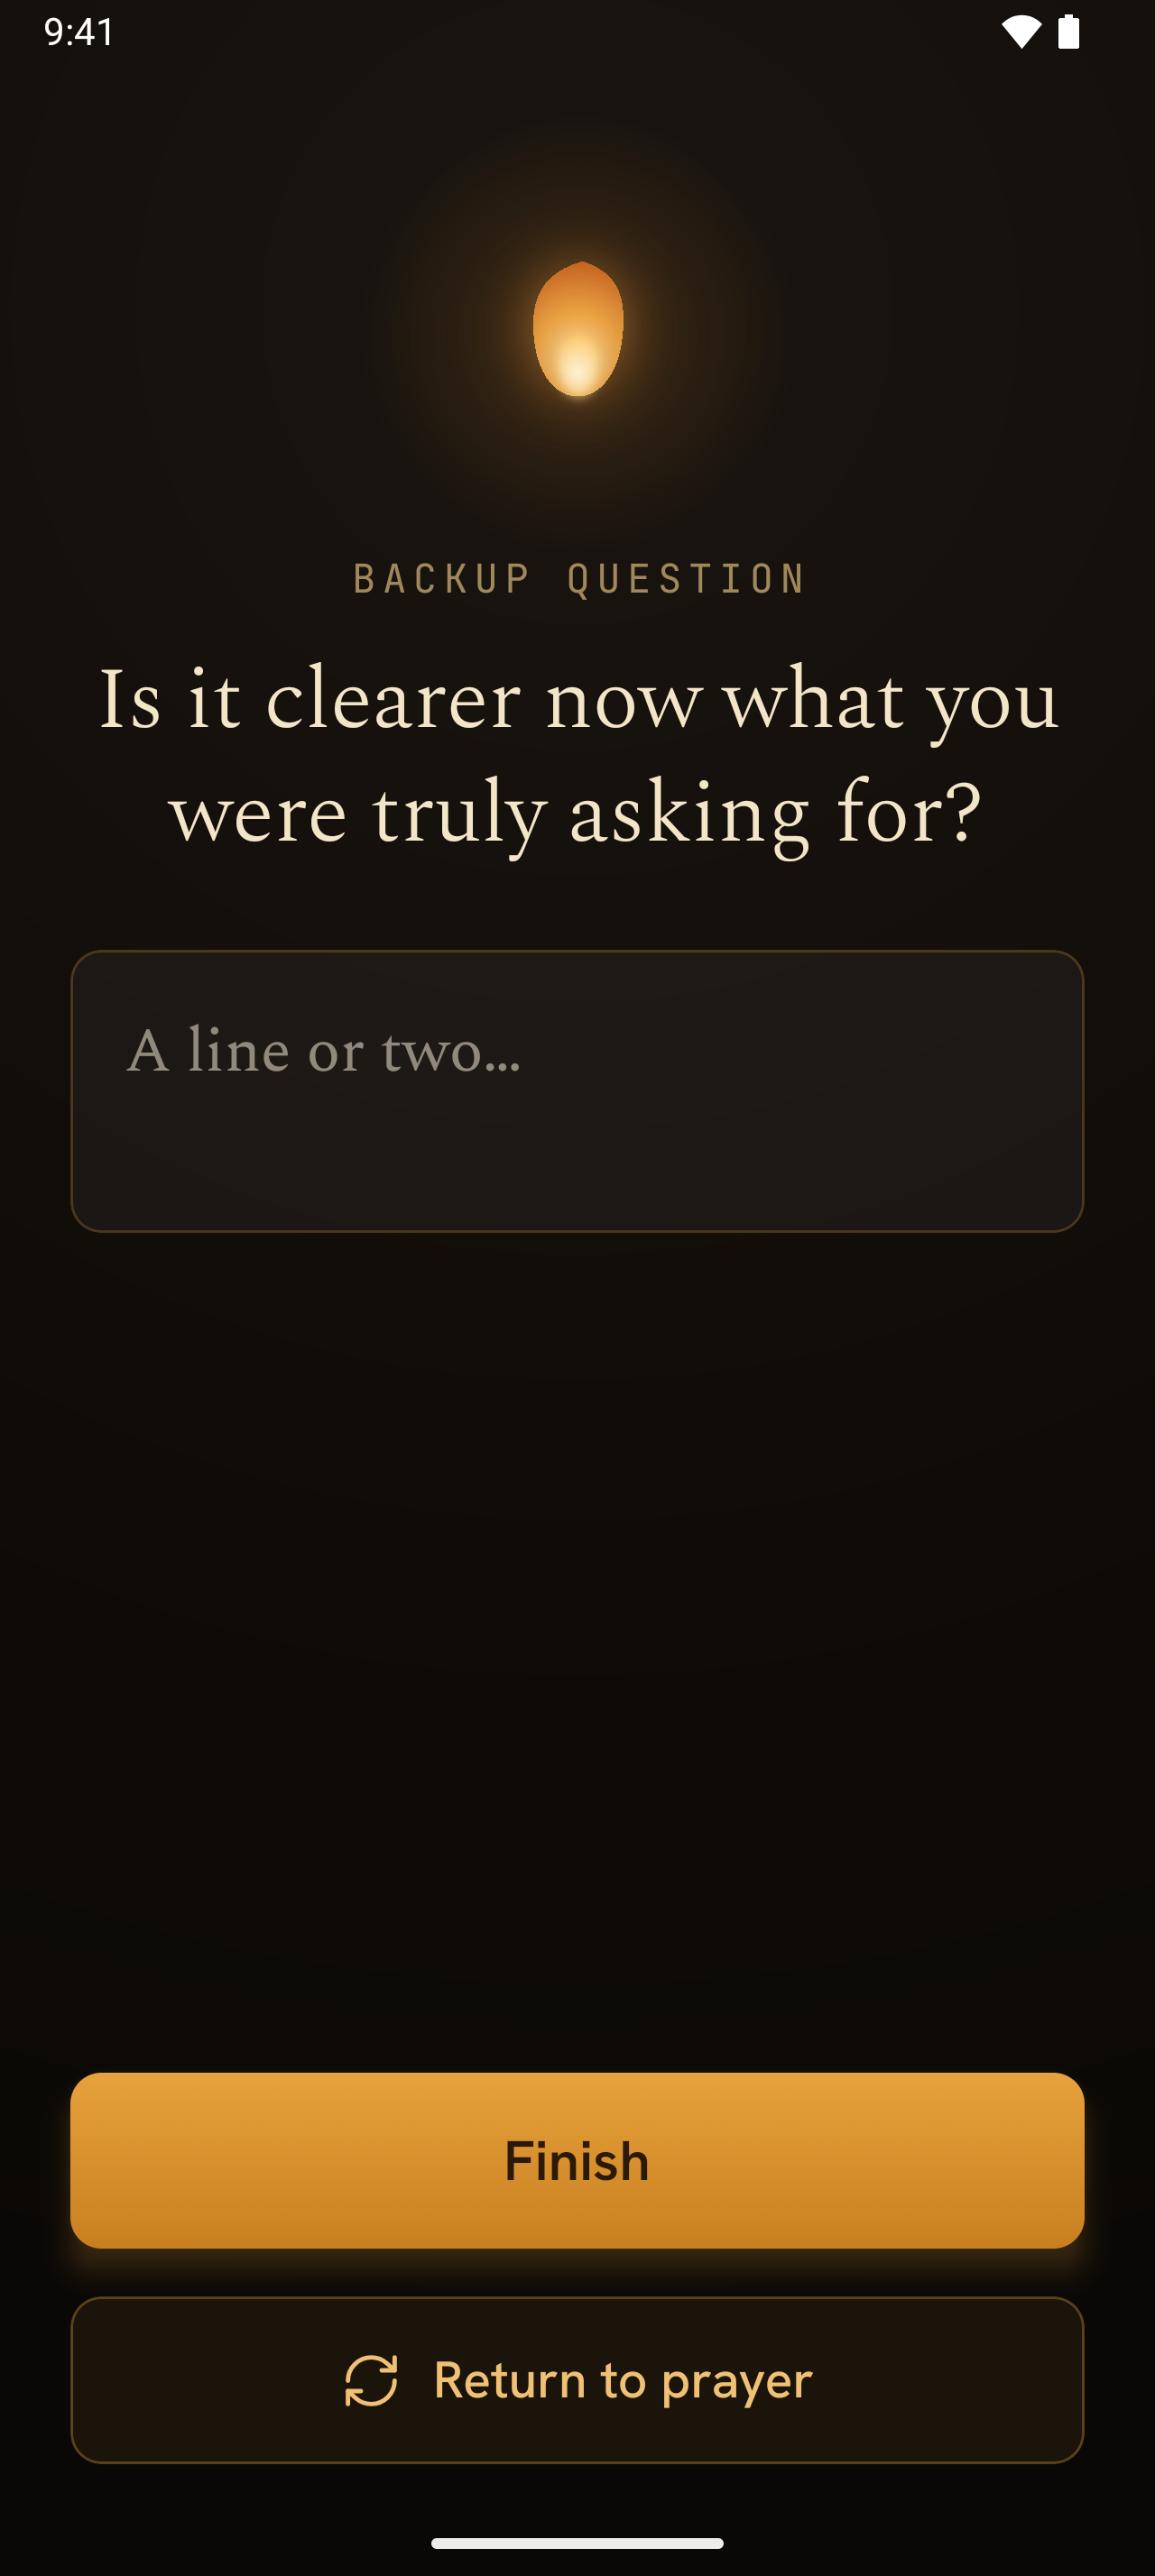 9:41
BACKUP QUESTION
Is it clearer now what you
were truly asking for?
A line or two...
Finish
Return to prayer